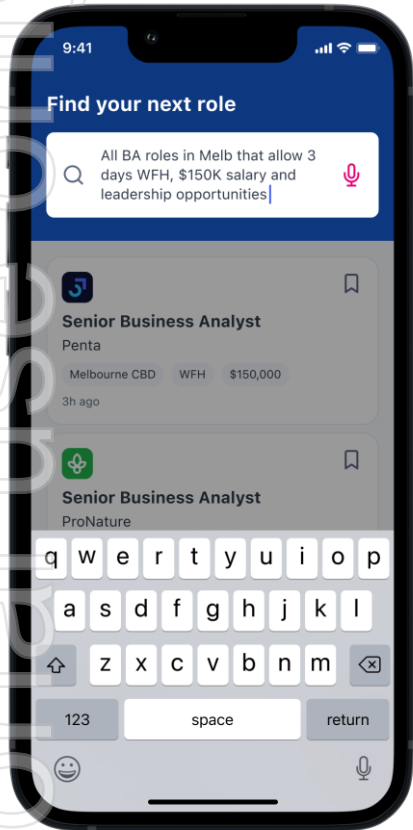 9:41
Find your next role
All BA roles in Melb that allow 3
days WFH, $150K salary and
leadership opportunities
Senior Business Analyst
Penta
Melbourne CBD WFH $150,000
3h ago
Senior Business Analyst
ProNature
q w e r t y u i o p
a s d f g h j k l
z x c v b n m
123 space return